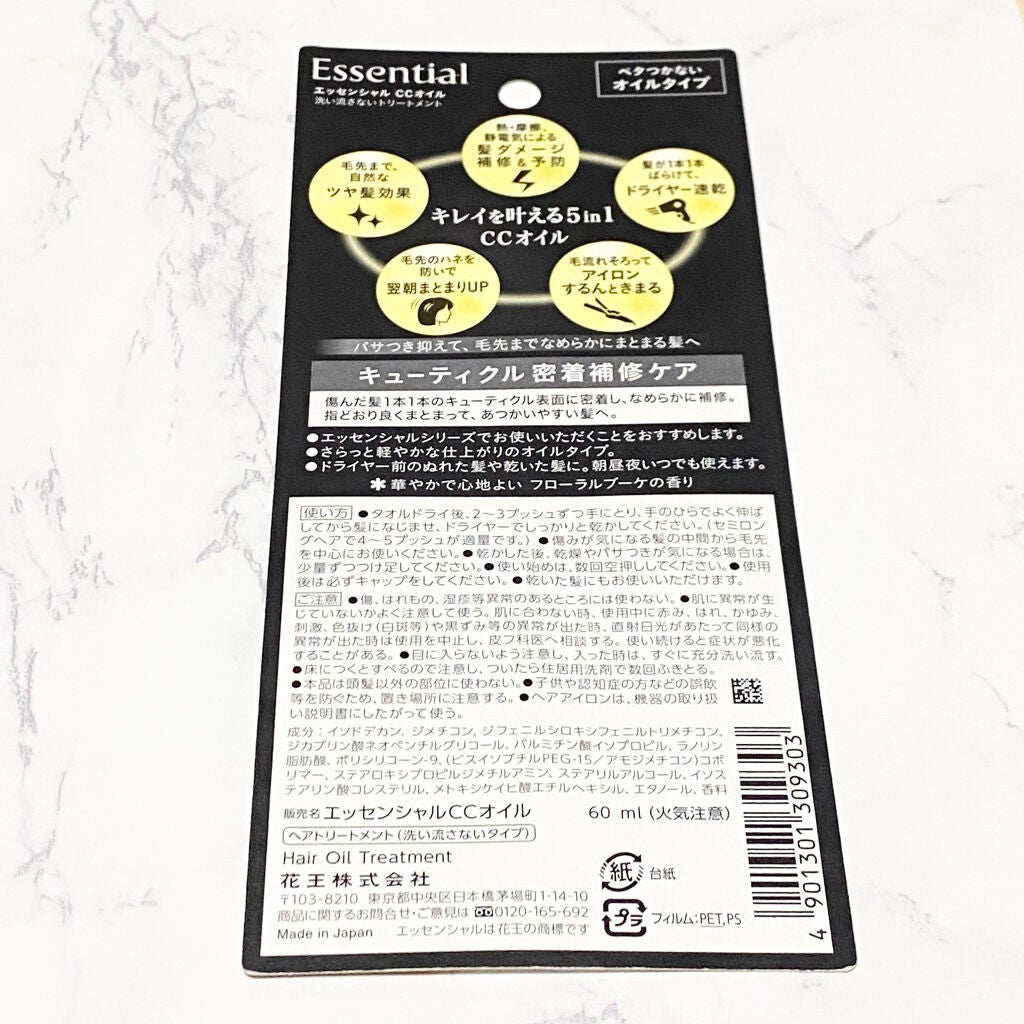 Essential
エッセンシャル CCオイル
洗い流さないトリートメント
ベタつかない
オイルタイプ
熱・摩擦、
静電気による
髪ダメージ
補修&予防
毛先まで、
自然な
ツヤ髪効果
髪が1本1本
ばらけて、
ドライヤー速乾
キレイを叶える5in1
CCオイル
毛先のハネを
防いで
翌朝まとまりUP
毛流れそろって
アイロン
するんときまる
パサつき抑えて、毛先までなめらかにまとまる髪へ
キューティクル 密着補修ケア
傷んだ髪1本1本のキューティクル表面に密着し、なめらかに補修。
指どおり良くまとまって、あつかいやすい髪へ。
●エッセンシャルシリーズでお使いいただくことをおすすめします。
●さらっと軽やかな仕上がりのオイルタイプ。
●ドライヤー前のぬれた髪や乾いた髪に。朝昼夜いつでも使えます。
＊華やかで心地よい フローラルブーケの香り
使い方 ●タオルドライ後、2〜3プッシュずつ手にとり、手のひらでよく伸ば
してから髪になじませ、ドライヤーでしっかりと乾かしてください。(セミロン
グヘアで4〜5プッシュが適量です。) ●傷みが気になる髪の中間から毛先
を中心にお使いください。●乾かした後、乾燥やパサつきが気になる場合は、
少量ずつつけ足してください。●使い始めは、数回空押ししてください。●使用
後は必ずキャップをしてください。●乾いた髪にもお使いいただけます。
ご注意 ●傷、はれもの、湿疹等異常のあるところには使わない。●肌に異常が生
じていないかよく注意して使う。肌に合わない時、使用中に赤み、はれ、かゆみ、
刺激、色抜け(白斑等)や黒ずみ等の異常が出た時、直射日光があたって同様の
異常が出た時は使用を中止し、皮フ科医へ相談する。使い続けると症状が悪化
することがある。●目に入らないよう注意し、入った時は、すぐに充分洗い流す。
●床につくとすべるので注意し、ついたら住居用洗剤で数回ふきとる。
●本品は頭髪以外の部位に使わない。●子供や認知症の方などの誤飲
等を防ぐため、置き場所に注意する。●ヘアアイロンは、機器の取り扱
い説明書にしたがって使う。
成分：イソドデカン、ジメチコン、ジフェニルシロキシフェニルトリメチコン、
ジカプリン酸ネオペンチルグリコール、パルミチン酸イソプロピル、ラノリン
脂肪酸、ポリシリコーン-9、(ビスイソブチルPEG-15/アモジメチコン)コポ
リマー、ステアロキシプロピルジメチルアミン、ステアリルアルコール、イソス
テアリン酸コレステリル、メトキシケイヒ酸エチルヘキシル、エタノール、香料
販売名 エッセンシャルCCオイル 60 ml (火気注意)
ヘアトリートメント(洗い流さないタイプ)
Hair Oil Treatment
花王株式会社
〒103-8210 東京都中央区日本橋茅場町1-14-10
商品に関するお問合せ・ご意見は 0120-165-692
Made in Japan エッセンシャルは花王の商標です
紙 台紙
プラ フィルム:PET,PS
4 901301 309303